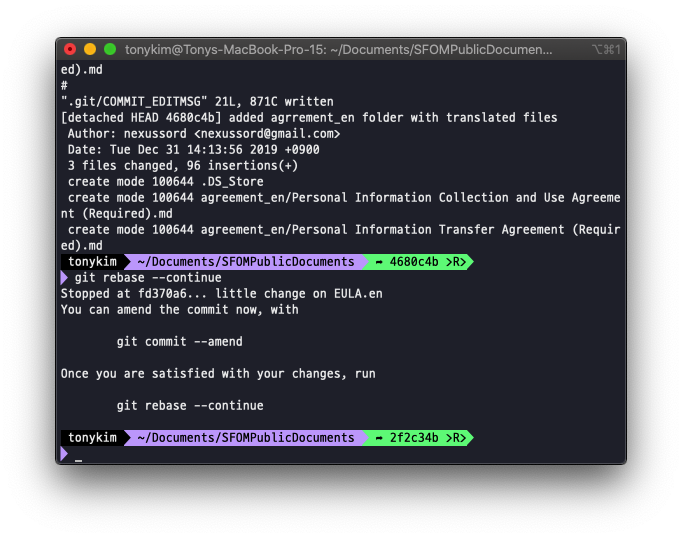 tonykim@Tonys-MacBook-Pro-15: ~/Documents/SFOMPublicDocumen... ⌥⌘1
ed).md
#
".git/COMMIT_EDITMSG" 21L, 871C written
[detached HEAD 4680c4b] added agrrement_en folder with translated files
 Author: nexussord <nexussord@gmail.com>
 Date: Tue Dec 31 14:13:56 2019 +0900
 3 files changed, 96 insertions(+)
 create mode 100644 .DS_Store
 create mode 100644 agreement_en/Personal Information Collection and Use Agreeme
nt (Required).md
 create mode 100644 agreement_en/Personal Information Transfer Agreement (Requir
ed).md
tonykim ~/Documents/SFOMPublicDocuments ➦ 4680c4b >R>
git rebase --continue
Stopped at fd370a6... little change on EULA.en
You can amend the commit now, with
        git commit --amend
Once you are satisfied with your changes, run
        git rebase --continue
tonykim ~/Documents/SFOMPublicDocuments ➦ 2f2c34b >R>
_